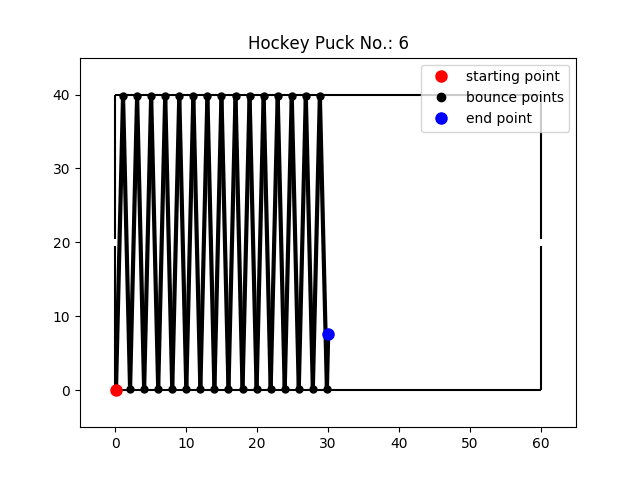 Hockey Puck No.: 6
starting point
bounce points
end point
40
30
20
10
0
0 10 20 30 40 50 60